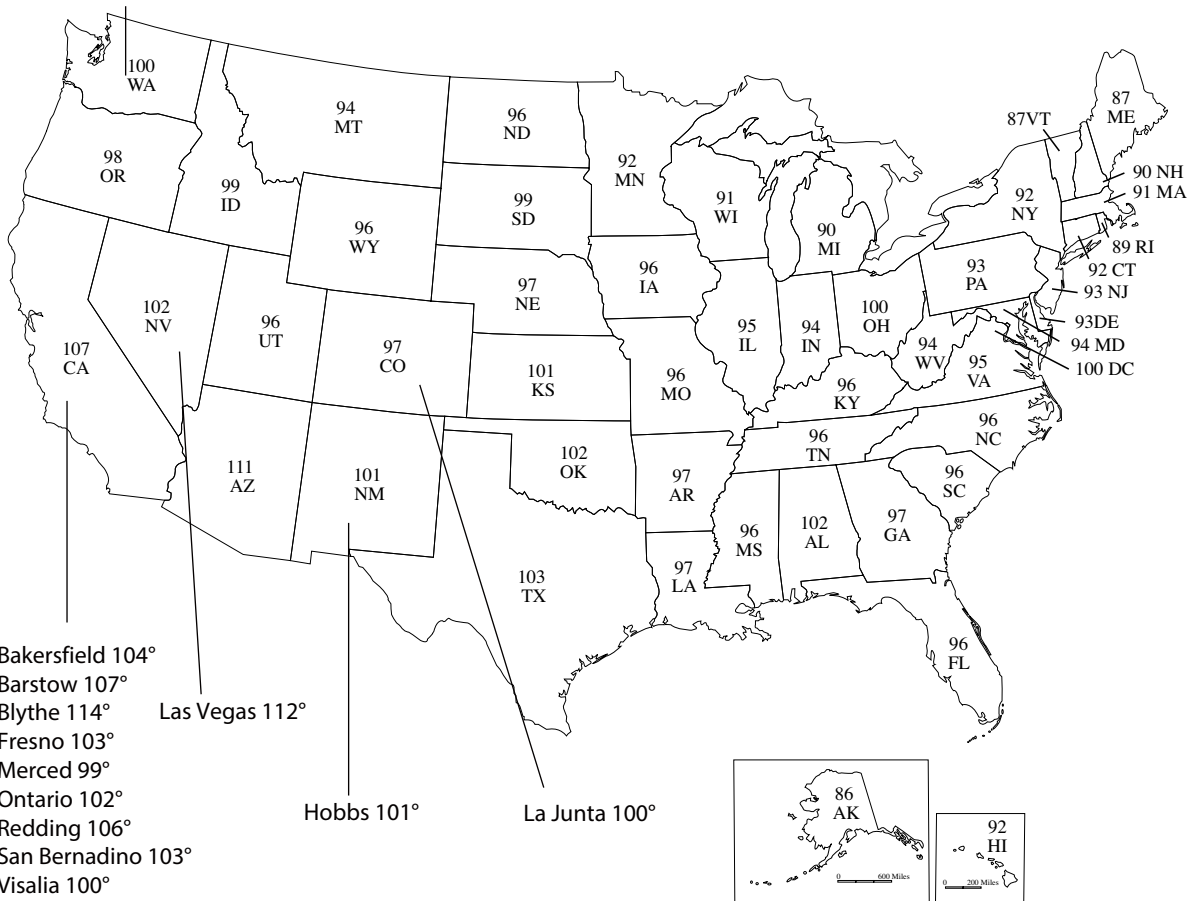 100
WA
94
MT
96
ND
92
MN
87
ME
87VT
98
OR
99
ID
96
WY
99
SD
91
WI
90
MI
92
NY
90 NH
91 MA
89 RI
92 CT
93 NJ
93DE
94 MD
100 DC
102
NV
96
UT
97
CO
97
NE
96
IA
95
IL
94
IN
100
OH
93
PA
94
WV
95
VA
107
CA
101
KS
96
MO
96
KY
96
TN
96
NC
111
AZ
101
NM
102
OK
97
AR
96
SC
96
MS
102
AL
97
GA
103
TX
97
LA
96
FL
Bakersfield 104°
Barstow 107°
Blythe 114°
Fresno 103°
Merced 99°
Ontario 102°
Redding 106°
San Bernadino 103°
Visalia 100°
Las Vegas 112°
Hobbs 101°
La Junta 100°
86
AK
0 600 Miles
92
HI
0 200 Miles